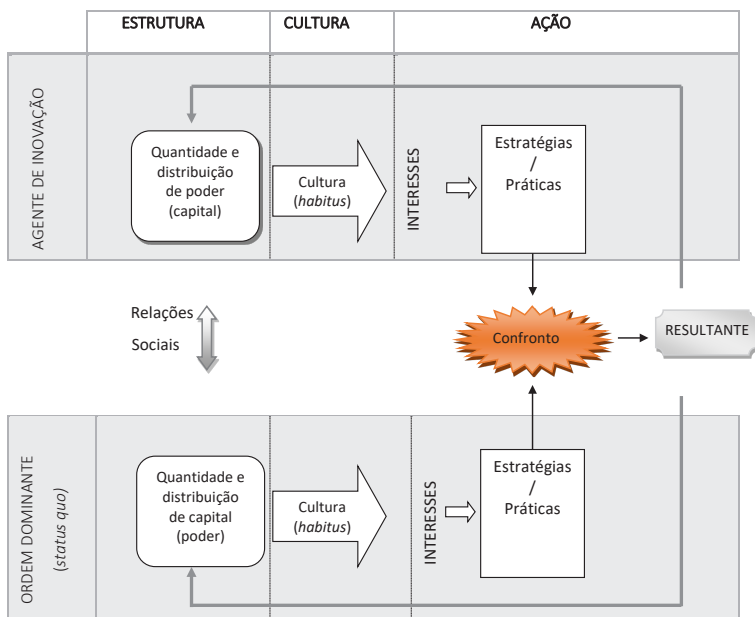 ESTRUTURA
CULTURA
AÇÃO
AGENTE DE INOVAÇÃO
Quantidade e
distribuição
de poder
(capital)
Cultura
(habitus)
INTERESSES
Estratégias
/
Práticas
Relações
Sociais
Confronto
RESULTANTE
ORDEM DOMINANTE
(status quo)
Quantidade e
distribuição
de capital
(poder)
Cultura
(habitus)
INTERESSES
Estratégias
/
Práticas